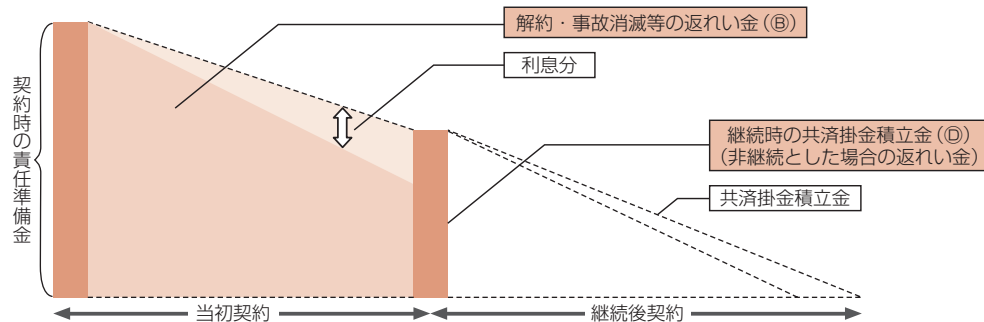 解約・事故消滅等の返れい金（Ⓑ）
利息分
契約時の責任準備金
継続時の共済掛金積立金（Ⓓ）
（非継続とした場合の返れい金）
共済掛金積立金
当初契約
継続後契約